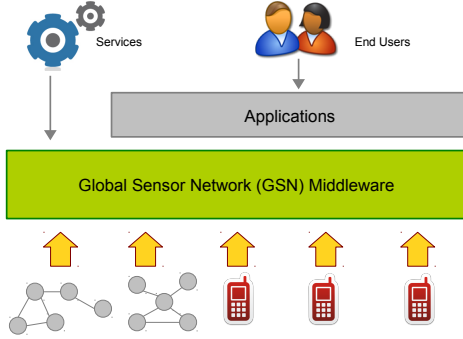 Services
End Users
Applications
Global Sensor Network (GSN) Middleware